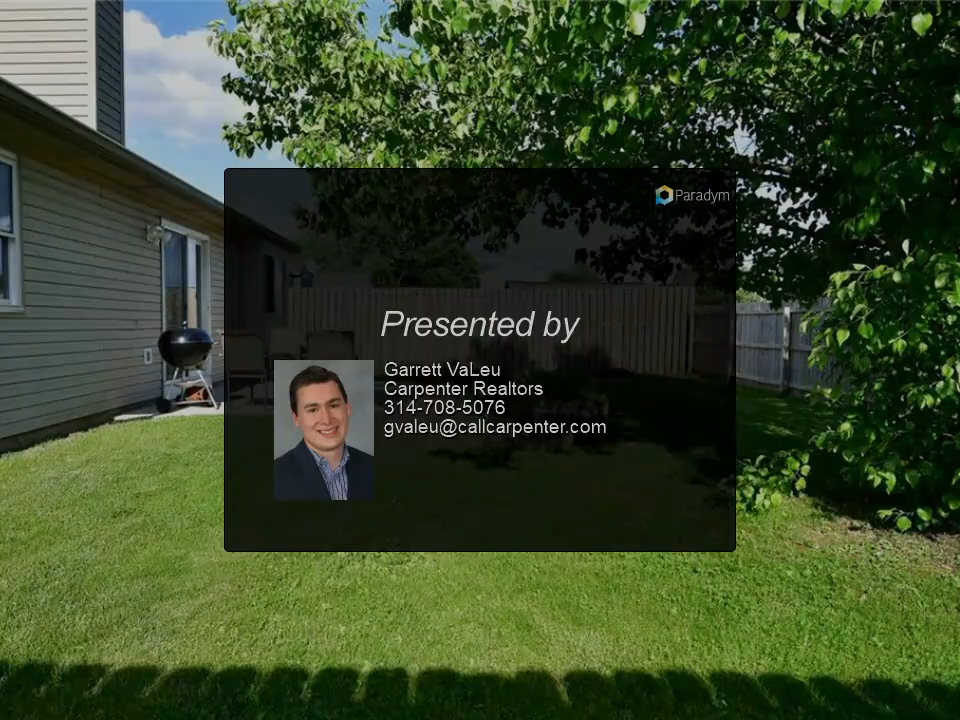 Paradym
Presented by
Garrett VaLeu
Carpenter Realtors
314-708-5076
gvaleu@callcarpenter.com